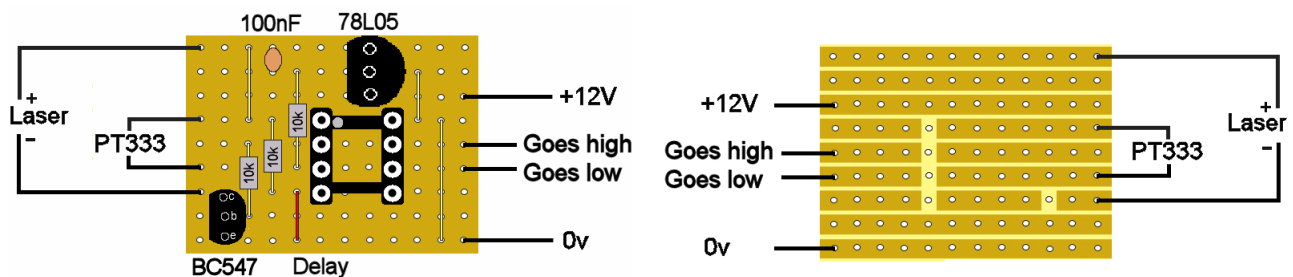 100nF
78L05
+
Laser
-
PT333
10k
10k
10k
c
b
e
BC547
Delay
+12V
Goes high
Goes low
0v
+12V
Goes high
Goes low
0v
+
Laser
-
PT333